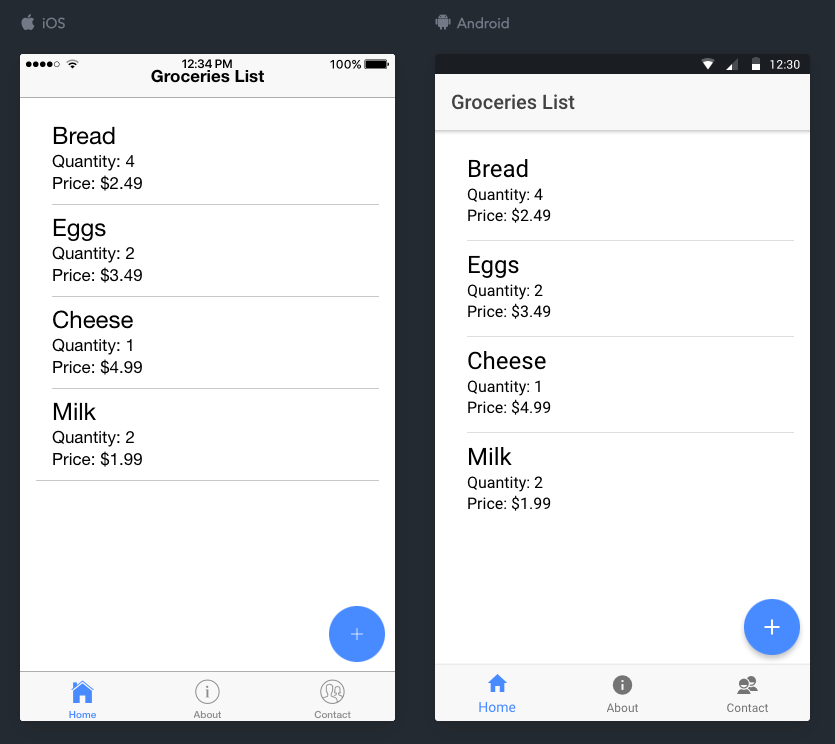 iOS
12:34 PM
100%
Groceries List
Bread
Quantity: 4
Price: $2.49
Eggs
Quantity: 2
Price: $3.49
Cheese
Quantity: 1
Price: $4.99
Milk
Quantity: 2
Price: $1.99
+
Home
About
Contact
Android
12:30
Groceries List
Bread
Quantity: 4
Price: $2.49
Eggs
Quantity: 2
Price: $3.49
Cheese
Quantity: 1
Price: $4.99
Milk
Quantity: 2
Price: $1.99
+
Home
About
Contact